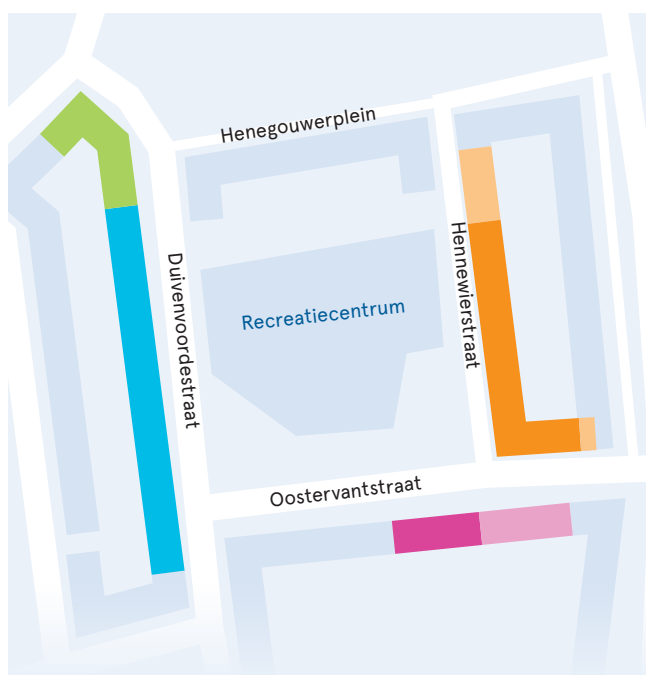 Henegouwerplein
Duivenvoordestraat
Hennewierstraat
Recreatiecentrum
Oostervantstraat